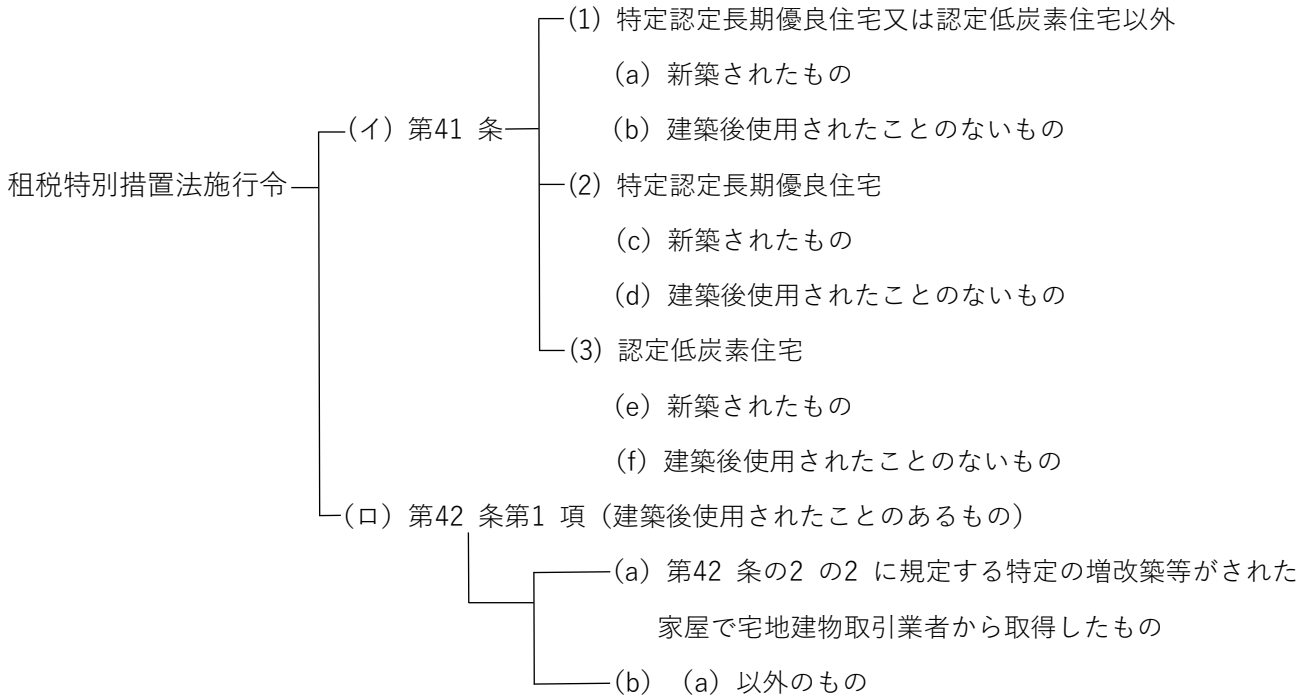 (1) 特定認定長期優良住宅又は認定低炭素住宅以外
(a) 新築されたもの
(イ) 第41 条
(b) 建築後使用されたことのないもの
租税特別措置法施行令
(2) 特定認定長期優良住宅
(c) 新築されたもの
(d) 建築後使用されたことのないもの
(3) 認定低炭素住宅
(e) 新築されたもの
(f) 建築後使用されたことのないもの
(ロ) 第42 条第1 項 (建築後使用されたことのあるもの)
(a) 第42 条の2 の2 に規定する特定の増改築等がされた
家屋で宅地建物取引業者から取得したもの
(b) (a) 以外のもの